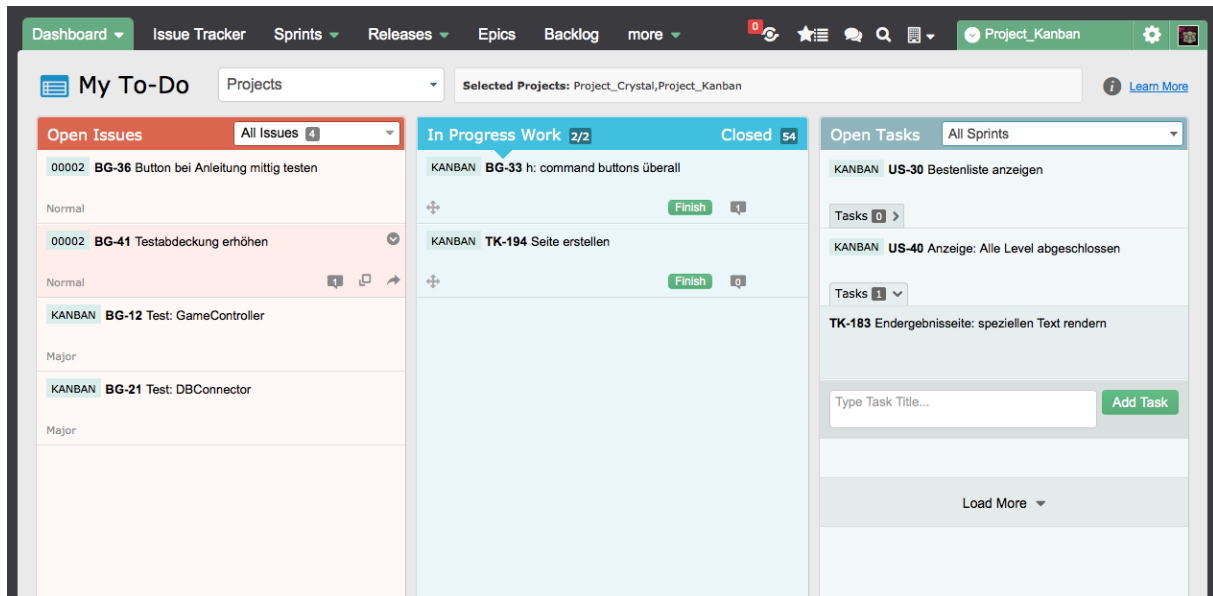 Dashboard Issue Tracker Sprints Releases Epics Backlog more 0 Project_Kanban
My To-Do Projects Selected Projects: Project_Crystal,Project_Kanban i Learn More
Open Issues All Issues 4
00002 BG-36 Button bei Anleitung mittig testen
Normal
00002 BG-41 Testabdeckung erhöhen
Normal 1
KANBAN BG-12 Test: GameController
Major
KANBAN BG-21 Test: DBConnector
Major
In Progress Work 2/2 Closed 54
KANBAN BG-33 h: command buttons überall
Finish 1
KANBAN TK-194 Seite erstellen
Finish 0
Open Tasks All Sprints
KANBAN US-30 Bestenliste anzeigen
Tasks 0
KANBAN US-40 Anzeige: Alle Level abgeschlossen
Tasks 1
TK-183 Endergebnisseite: speziellen Text rendern
Type Task Title... Add Task
Load More